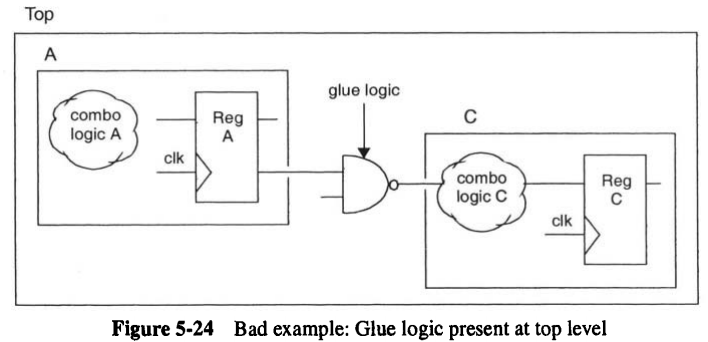 Top
A
combo
logic A
clk
Reg
A
glue logic
C
combo
logic C
clk
Reg
C
Figure 5-24 Bad example: Glue logic present at top level